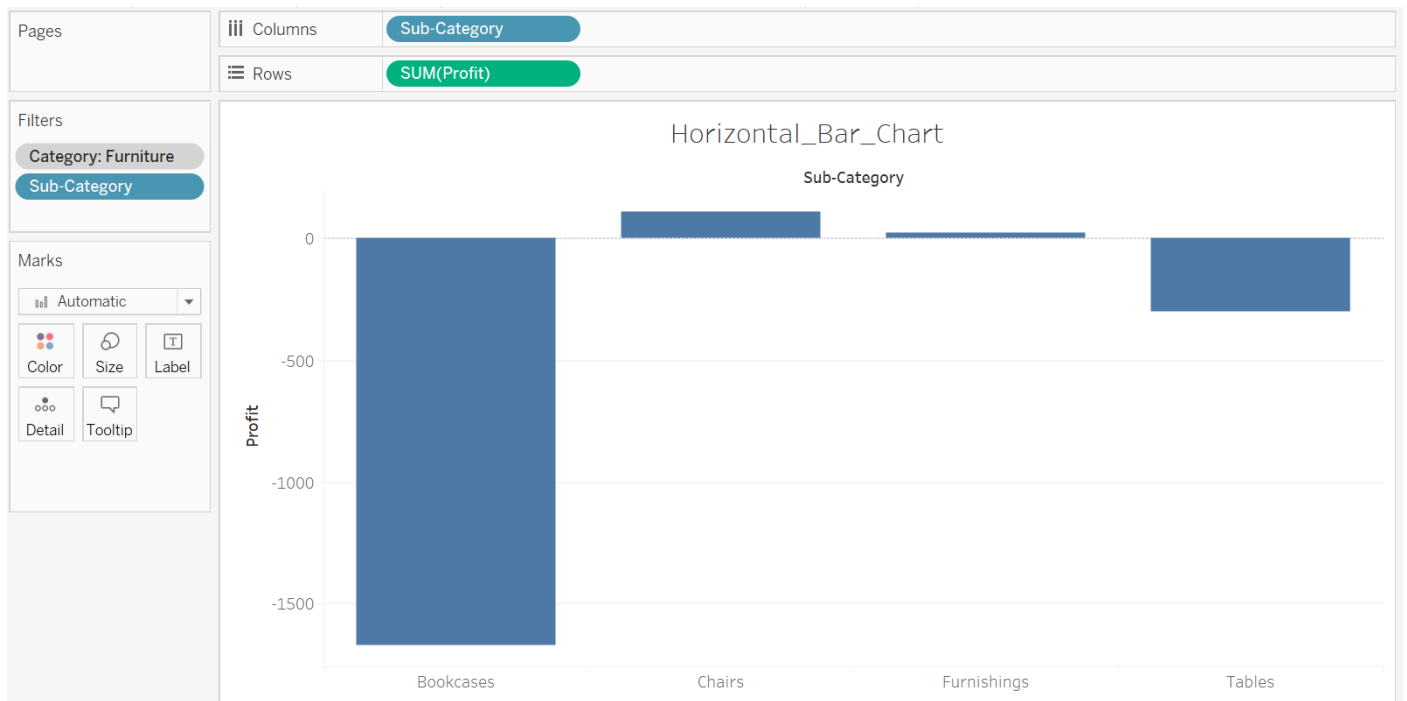 Pages
Columns
Sub-Category
Rows
SUM(Profit)
Filters
Category: Furniture
Sub-Category
Marks
Automatic
Color
Size
T
Label
Detail
Tooltip
Horizontal_Bar_Chart
Sub-Category
Profit
0
-500
-1000
-1500
Bookcases
Chairs
Furnishings
Tables